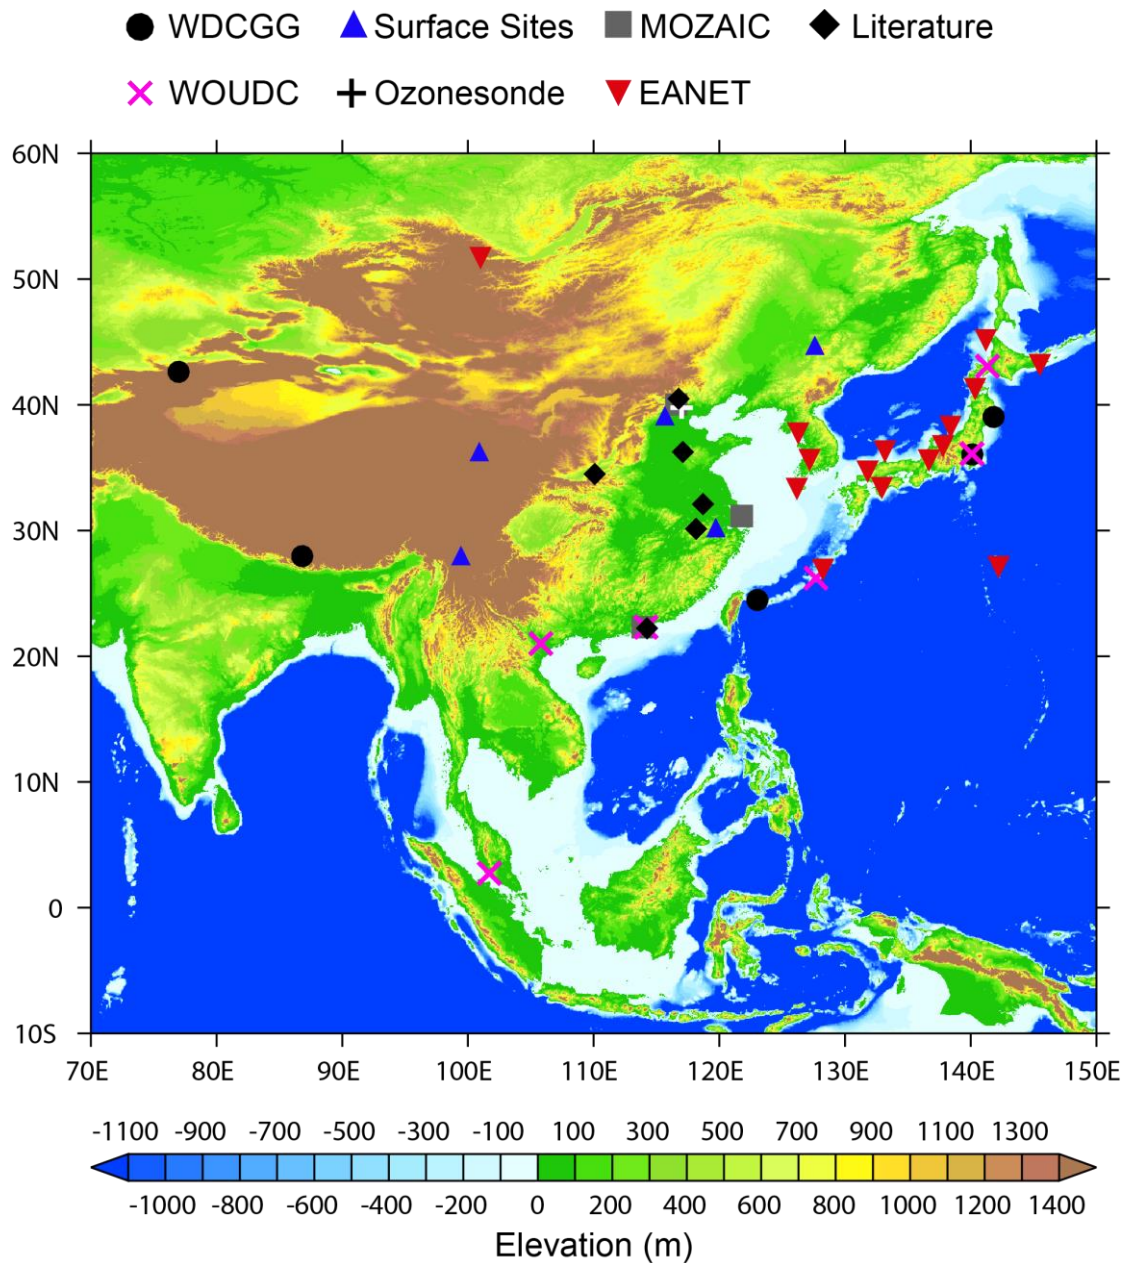 WDCGG Surface Sites MOZAIC Literature
WOUDC Ozonesonde EANET
60N
50N
40N
30N
20N
10N
0
10S
70E 80E 90E 100E 110E 120E 130E 140E 150E
-1100 -900 -700 -500 -300 -100 100 300 500 700 900 1100 1300
-1000 -800 -600 -400 -200 0 200 400 600 800 1000 1200 1400
Elevation (m)